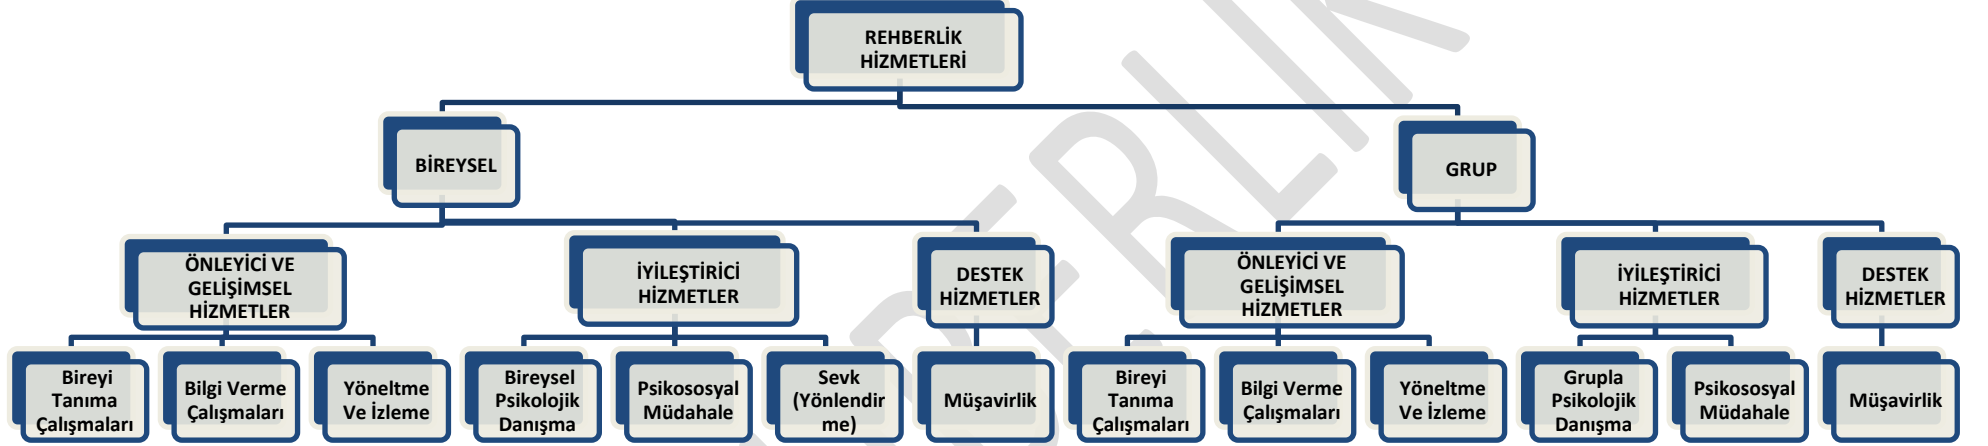 REHBERLİK
HİZMETLERİ
BİREYSEL
GRUP
ÖNLEYİCİ VE
GELİŞİMSEL
HİZMETLER
İYİLEŞTİRİCİ
HİZMETLER
DESTEK
HİZMETLER
ÖNLEYİCİ VE
GELİŞİMSEL
HİZMETLER
İYİLEŞTİRİCİ
HİZMETLER
DESTEK
HİZMETLER
Bireyi
Tanıma
Çalışmaları
Bilgi Verme
Çalışmaları
Yöneltme
Ve İzleme
Bireysel
Psikolojik
Danışma
Psikososyal
Müdahale
Sevk
(Yönlendir
me)
Müşavirlik
Bireyi
Tanıma
Çalışmaları
Bilgi Verme
Çalışmaları
Yöneltme
Ve İzleme
Grupla
Psikolojik
Danışma
Psikososyal
Müdahale
Müşavirlik